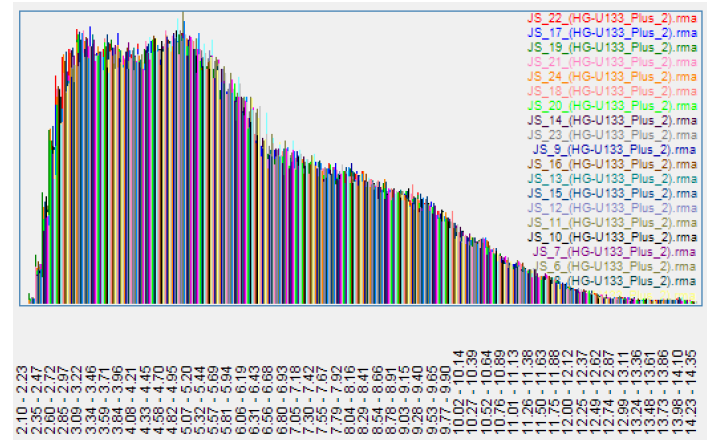 JS_22_(HG-U133_Plus_2).rma
JS_17_(HG-U133_Plus_2).rma
JS_19_(HG-U133_Plus_2).rma
JS_21_(HG-U133_Plus_2).rma
JS_24_(HG-U133_Plus_2).rma
JS_18_(HG-U133_Plus_2).rma
JS_20_(HG-U133_Plus_2).rma
JS_14_(HG-U133_Plus_2).rma
JS_23_(HG-U133_Plus_2).rma
JS_9_(HG-U133_Plus_2).rma
JS_16_(HG-U133_Plus_2).rma
JS_13_(HG-U133_Plus_2).rma
JS_15_(HG-U133_Plus_2).rma
JS_12_(HG-U133_Plus_2).rma
JS_11_(HG-U133_Plus_2).rma
JS_10_(HG-U133_Plus_2).rma
JS_7_(HG-U133_Plus_2).rma
JS_6_(HG-U133_Plus_2).rma
(HG-U133_Plus_2).rma
2.10 - 2.23
2.35 - 2.47
2.60 - 2.72
2.85 - 2.97
3.09 - 3.22
3.34 - 3.46
3.59 - 3.71
3.84 - 3.96
4.08 - 4.21
4.33 - 4.45
4.58 - 4.70
4.82 - 4.95
5.07 - 5.20
5.32 - 5.44
5.57 - 5.69
5.81 - 5.94
6.06 - 6.19
6.31 - 6.43
6.56 - 6.68
6.80 - 6.93
7.05 - 7.18
7.30 - 7.42
7.55 - 7.67
7.79 - 7.92
8.04 - 8.16
8.29 - 8.41
8.54 - 8.66
8.78 - 8.91
9.03 - 9.15
9.28 - 9.40
9.53 - 9.65
9.77 - 9.90
10.02 - 10.14
10.27 - 10.39
10.52 - 10.64
10.76 - 10.89
11.01 - 11.13
11.26 - 11.38
11.50 - 11.63
11.75 - 11.88
12.00 - 12.12
12.25 - 12.37
12.49 - 12.62
12.74 - 12.87
12.99 - 13.11
13.24 - 13.36
13.48 - 13.61
13.73 - 13.86
13.98 - 14.10
14.23 - 14.35